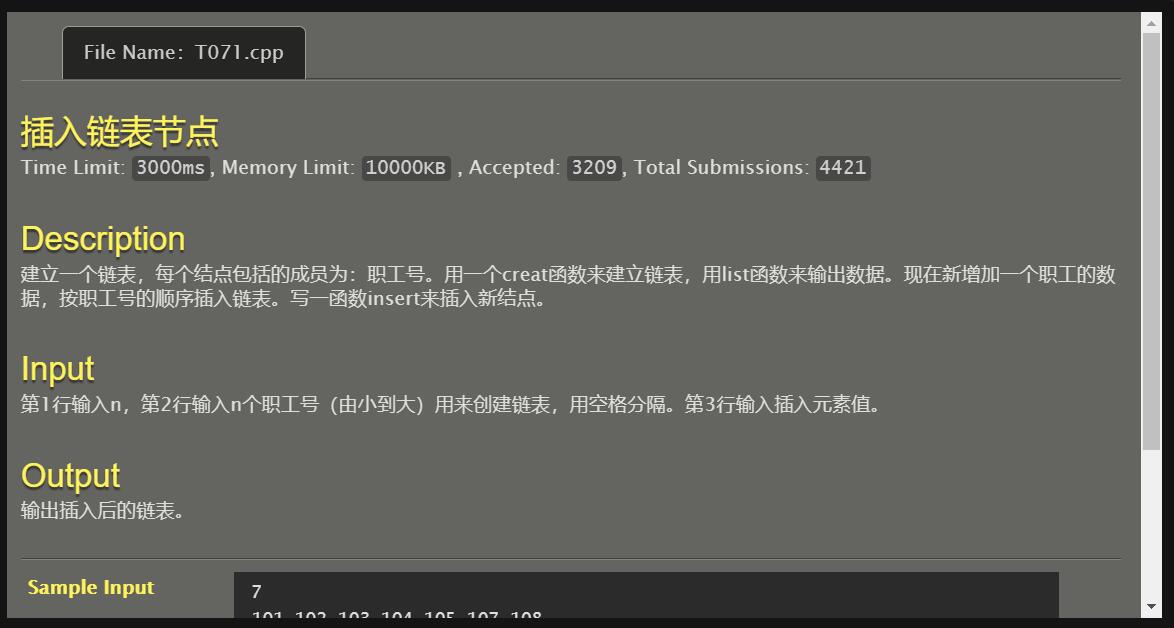 File Name：T071.cpp
插入链表节点
Time Limit: 3000ms, Memory Limit: 10000KB , Accepted: 3209, Total Submissions: 4421
Description
建立一个链表，每个结点包括的成员为：职工号。用一个creat函数来建立链表，用list函数来输出数据。现在新增加一个职工的数
据，按职工号的顺序插入链表。写一函数insert来插入新结点。
Input
第1行输入n，第2行输入n个职工号（由小到大）用来创建链表，用空格分隔。第3行输入插入元素值。
Output
输出插入后的链表。
Sample Input
7
101 102 103 104 105 107 108